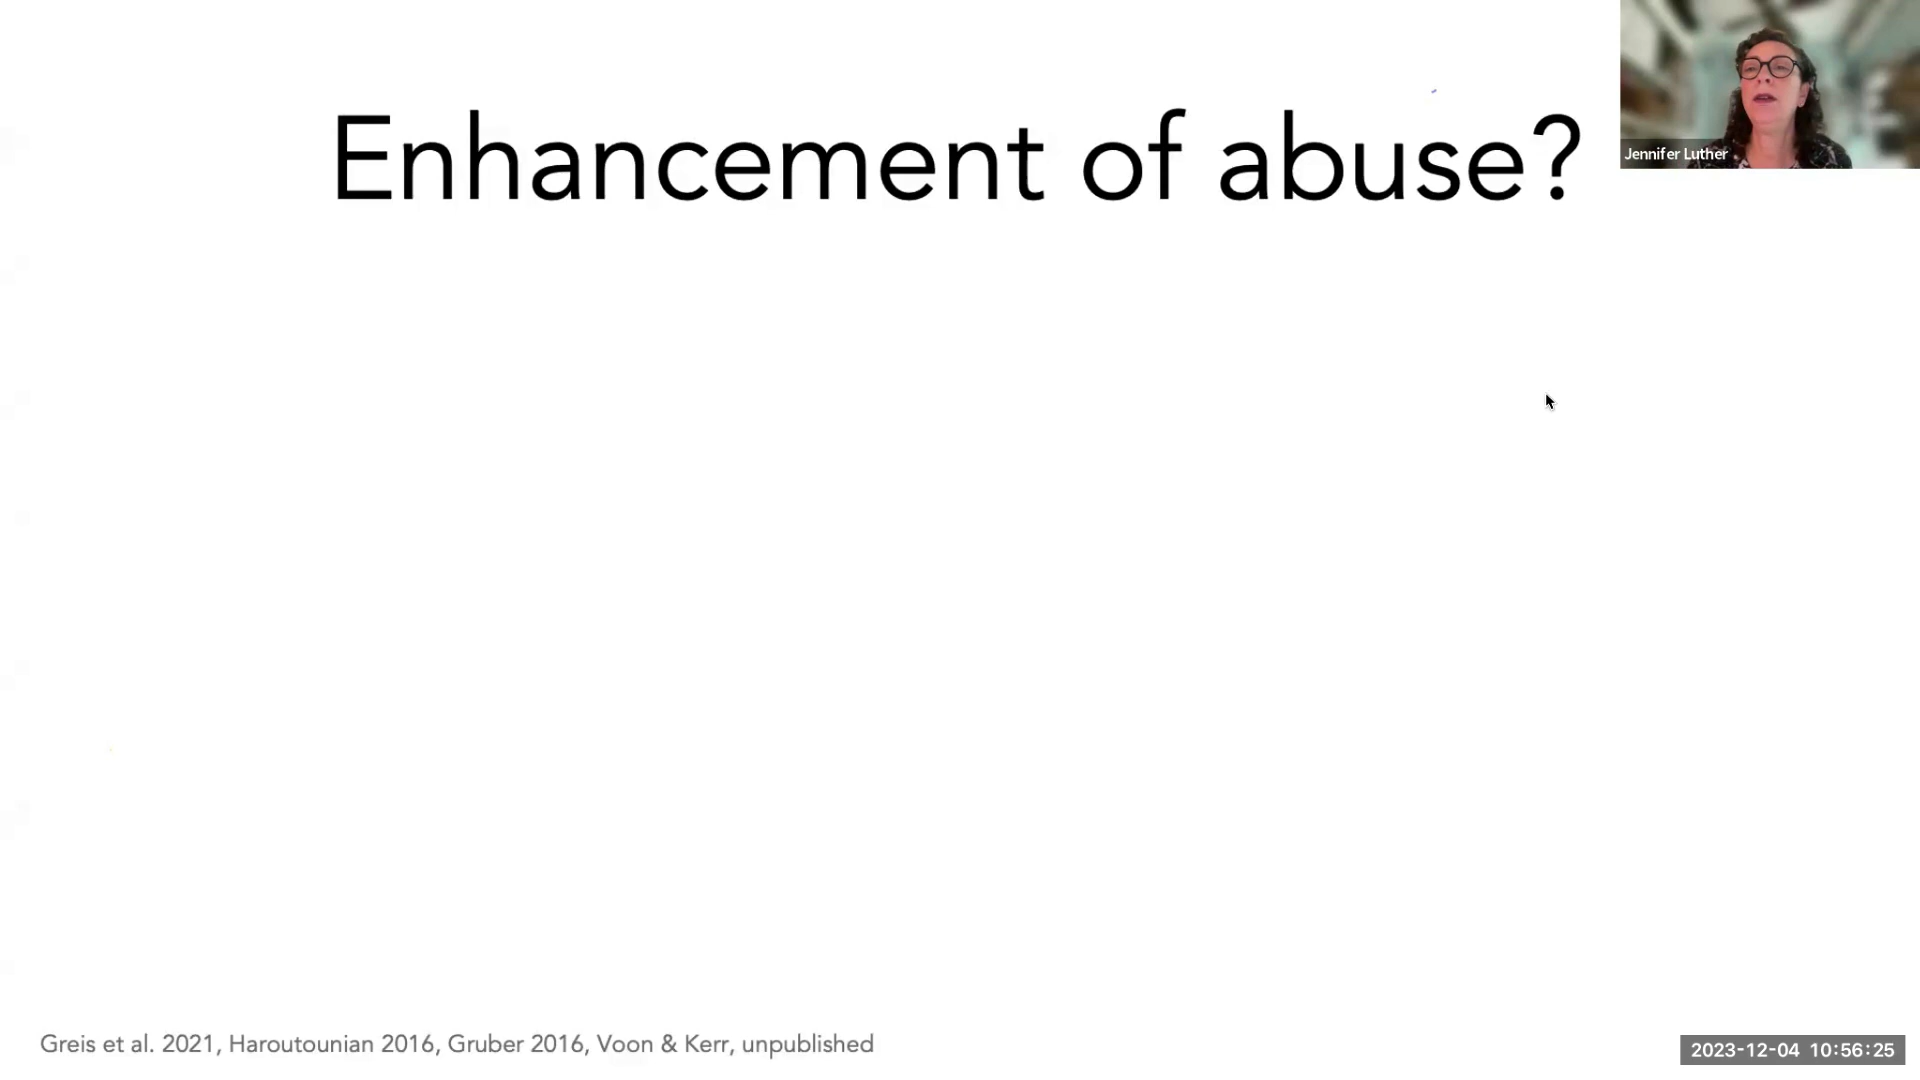 Enhancement of abuse?
Jennifer Luther
Greis et al. 2021, Haroutounian 2016, Gruber 2016, Voon & Kerr, unpublished
2023-12-04 10:56:25